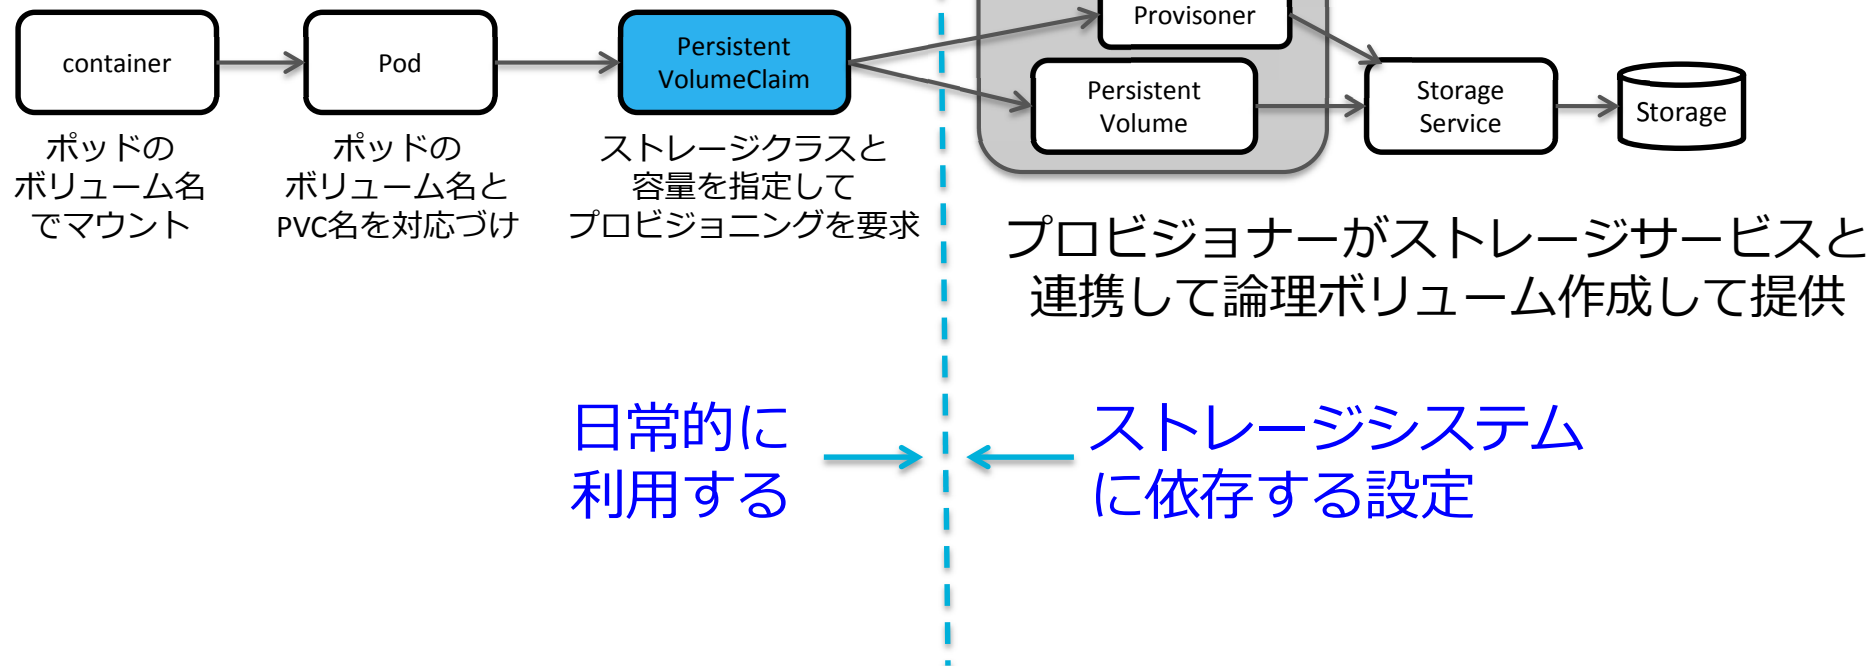 container
Pod
Persistent
VolumeClaim
Provisoner
Persistent
Volume
Storage
Service
Storage
ポッドの
ボリューム名
でマウント
ポッドの
ボリューム名と
PVC名を対応づけ
ストレージクラスと
容量を指定して
プロビジョニングを要求
プロビジョナーがストレージサービスと
連携して論理ボリューム作成して提供
日常的に
利用する
ストレージシステム
に依存する設定